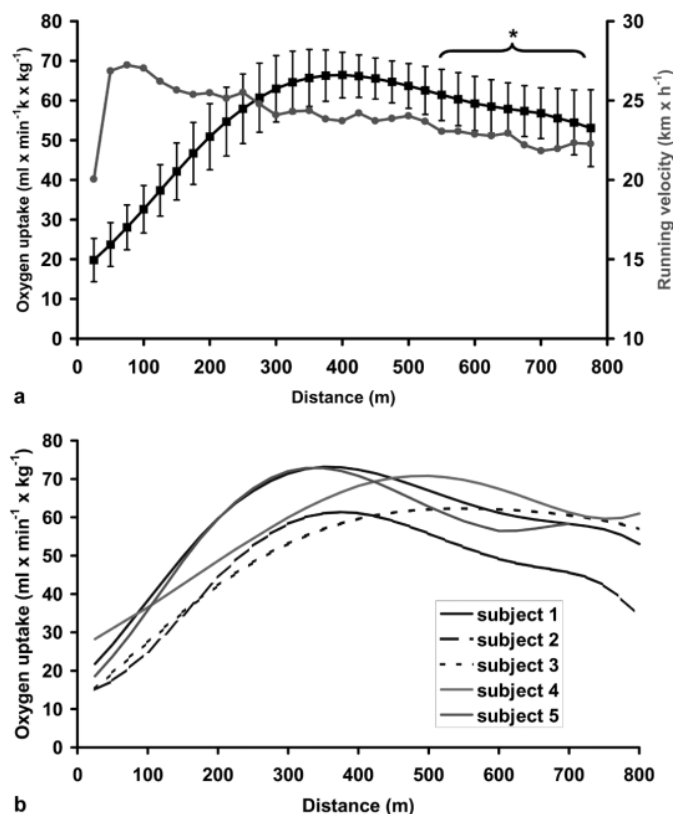 80
70
60
50
40
30
20
10
0
Oxygen uptake (ml x min⁻¹k x kg⁻¹)
*
30
25
20
15
10
Running velocity (km x h⁻¹)
0 100 200 300 400 500 600 700 800
Distance (m)
a
80
70
60
50
40
30
20
10
0
Oxygen uptake (ml x min⁻¹ x kg⁻¹)
subject 1
subject 2
subject 3
subject 4
subject 5
0 100 200 300 400 500 600 700 800
Distance (m)
b